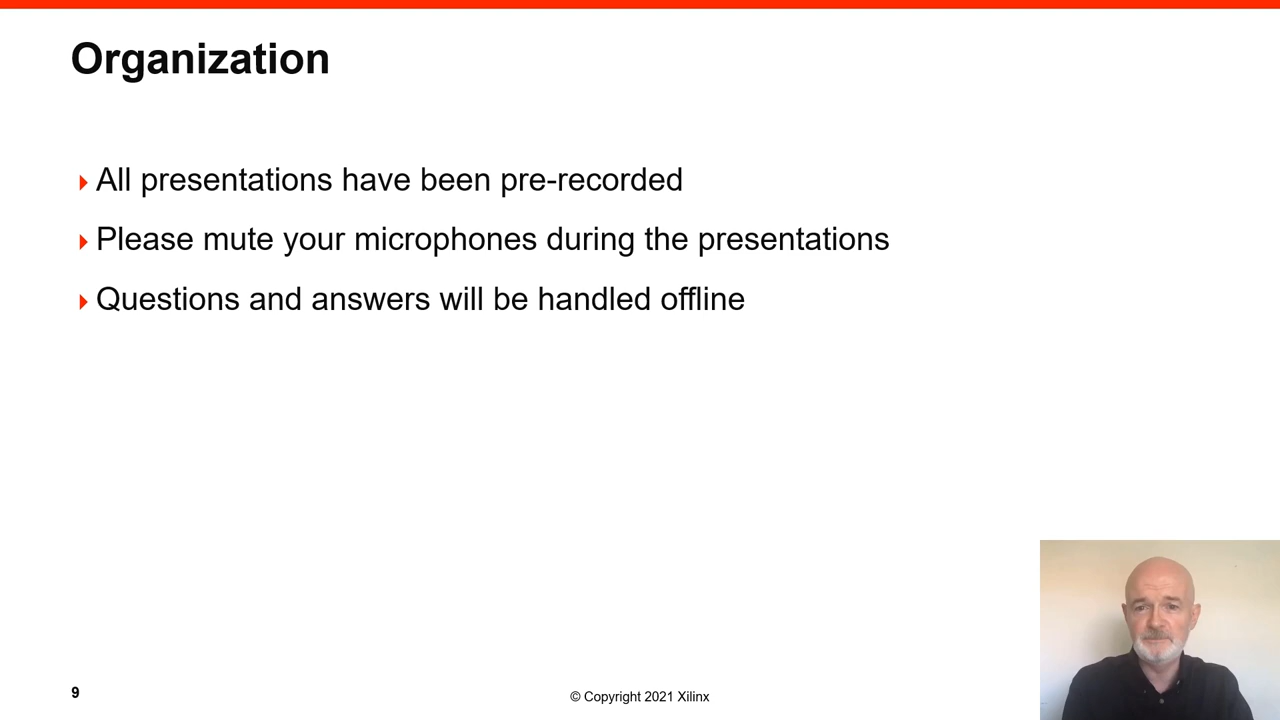 Organization
All presentations have been pre-recorded
Please mute your microphones during the presentations
Questions and answers will be handled offline
9
© Copyright 2021 Xilinx